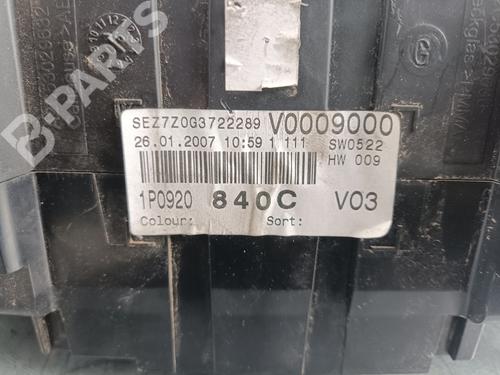 SEZ7Z0G3722289 V0009000
26.01.2007 10:59 1 111 SW0522
HW 009
1P0920 840C V03
Colour: Sort:
B-PARTS